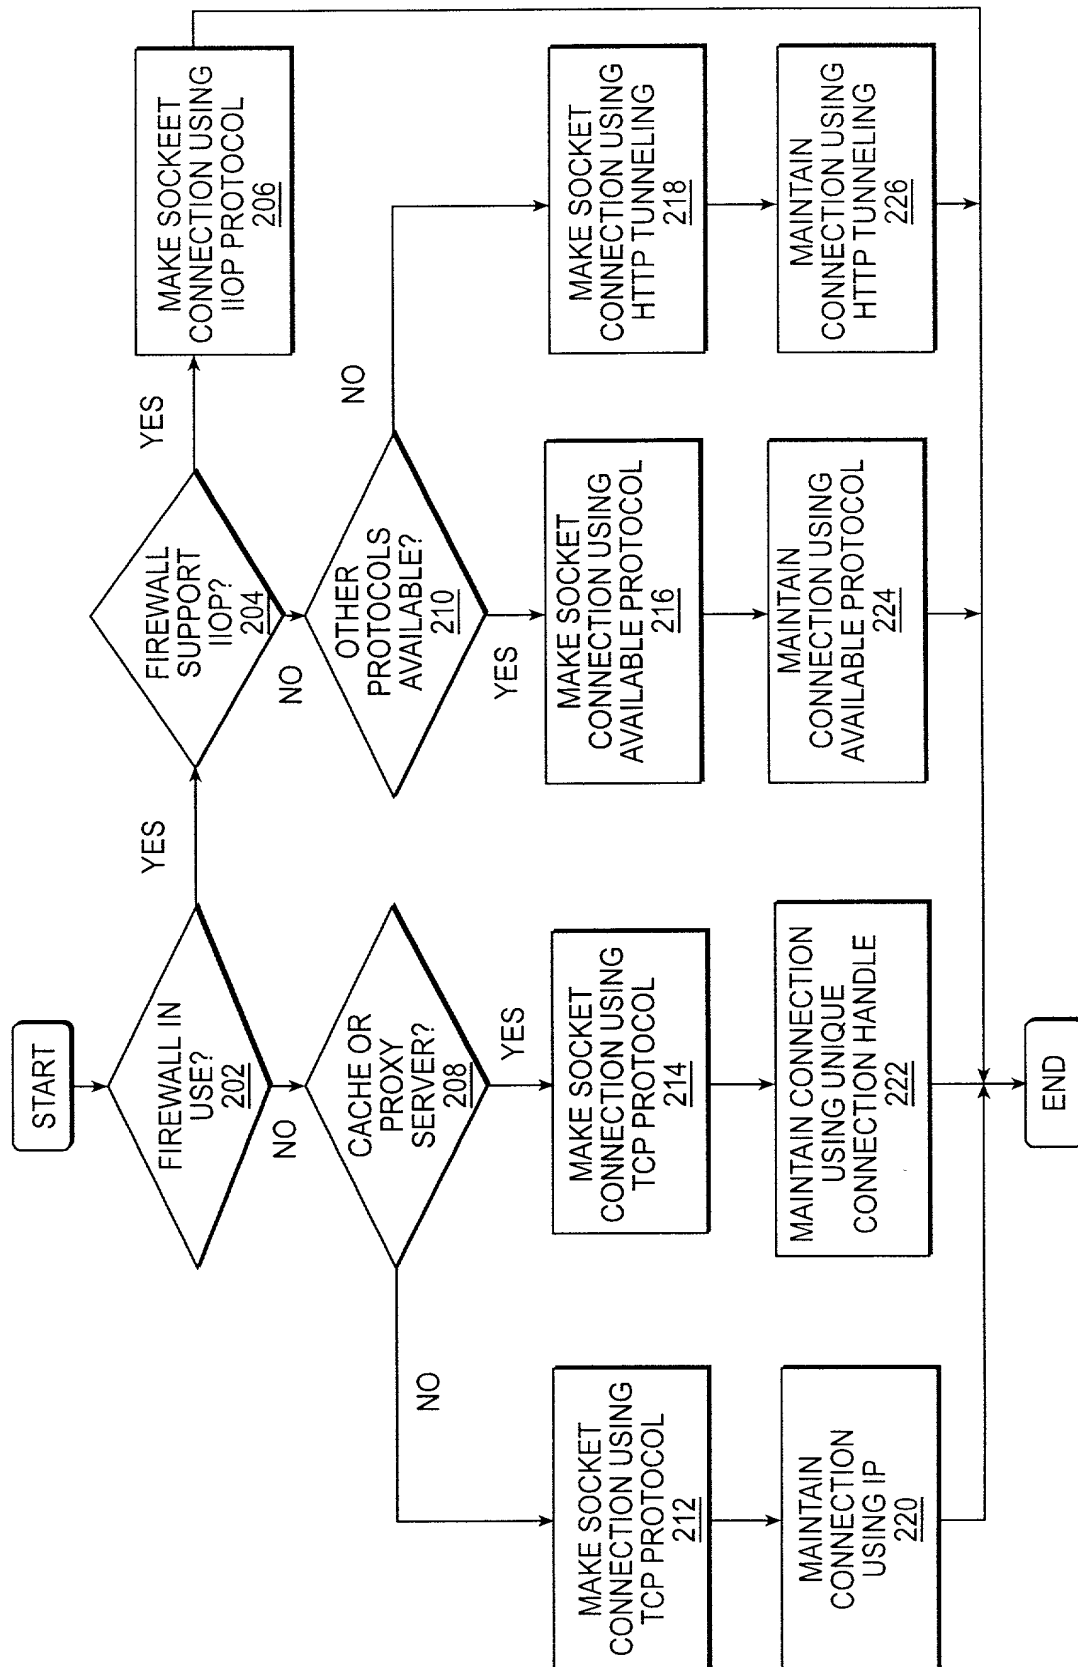 START
FIREWALL IN
USE?
202
YES
NO
FIREWALL
SUPPORT
IIOP?
204
YES
NO
MAKE SOCKEET
CONNECTION USING
IIOP PROTOCOL
206
CACHE OR
PROXY
SERVER?
208
NO
YES
OTHER
PROTOCOLS
AVAILABLE?
210
YES
NO
MAKE SOCKET
CONNECTION USING
TCP PROTOCOL
212
MAKE SOCKET
CONNECTION USING
TCP PROTOCOL
214
MAKE SOCKET
CONNECTION USING
AVAILABLE PROTOCOL
216
MAKE SOCKET
CONNECTION USING
HTTP TUNNELING
218
MAINTAIN
CONNECTION
USING IP
220
MAINTAIN CONNECTION
USING UNIQUE
CONNECTION HANDLE
222
MAINTAIN
CONNECTION USING
AVAILABLE PROTOCOL
224
MAINTAIN
CONNECTION USING
HTTP TUNNELING
226
END